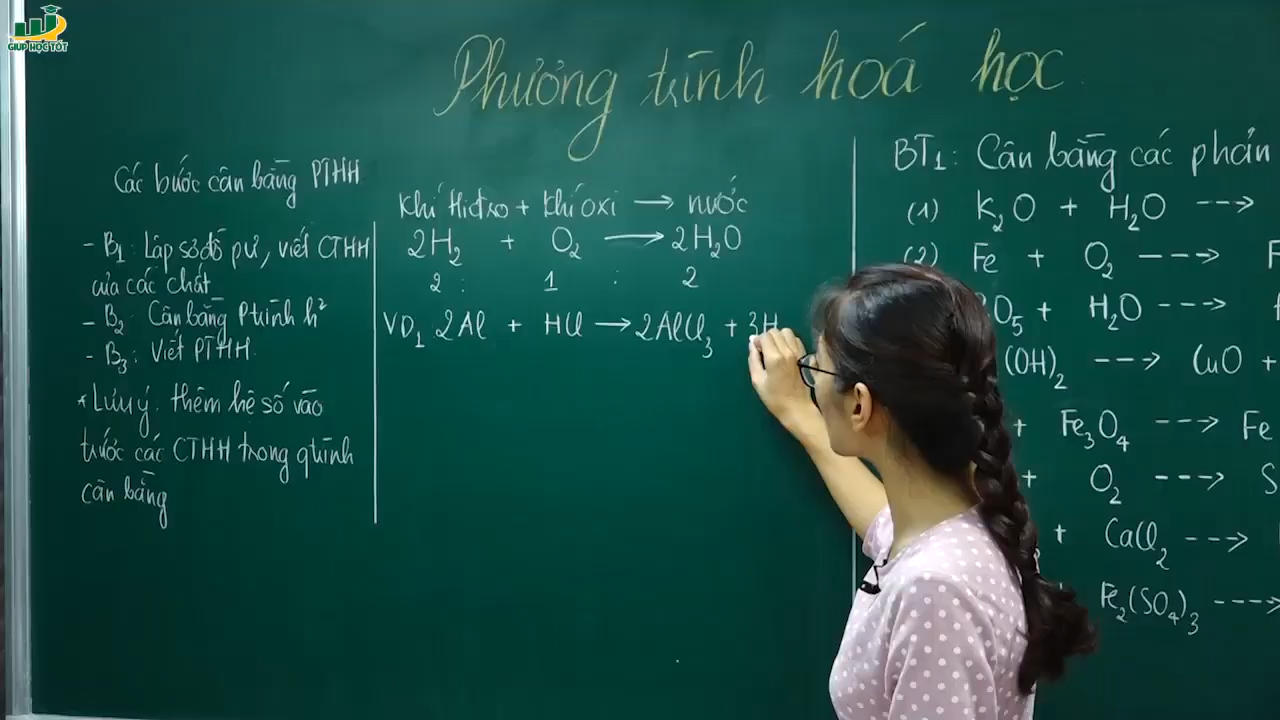 GIÚP HỌC TỐT
Phương trình hoá học
Các bước cân bằng PTHH
- B1: Lập sơ đồ pư, viết CTHH
của các chất
- B2: Cân bằng ptrình h²
- B3: Viết PTHH.
* Lưu ý: thêm hệ số vào
trước các CTHH trong qtrình
cân bằng
Khí Hiđro + khí oxi → nước
2H₂ + O₂ → 2H₂O
2 : 1 : 2
VD1 2Al + HCl → 2AlCl₃ + 3H
BT1: Cân bằng các phản
(1) K₂O + H₂O --->
(2) Fe + O₂ ---> F
O₅ + H₂O --->
(OH)₂ ---> CuO +
+ Fe₃O₄ ---> Fe
+ O₂ ---> S
+ CaCl₂ --->
Fe₂(SO₄)₃ --->